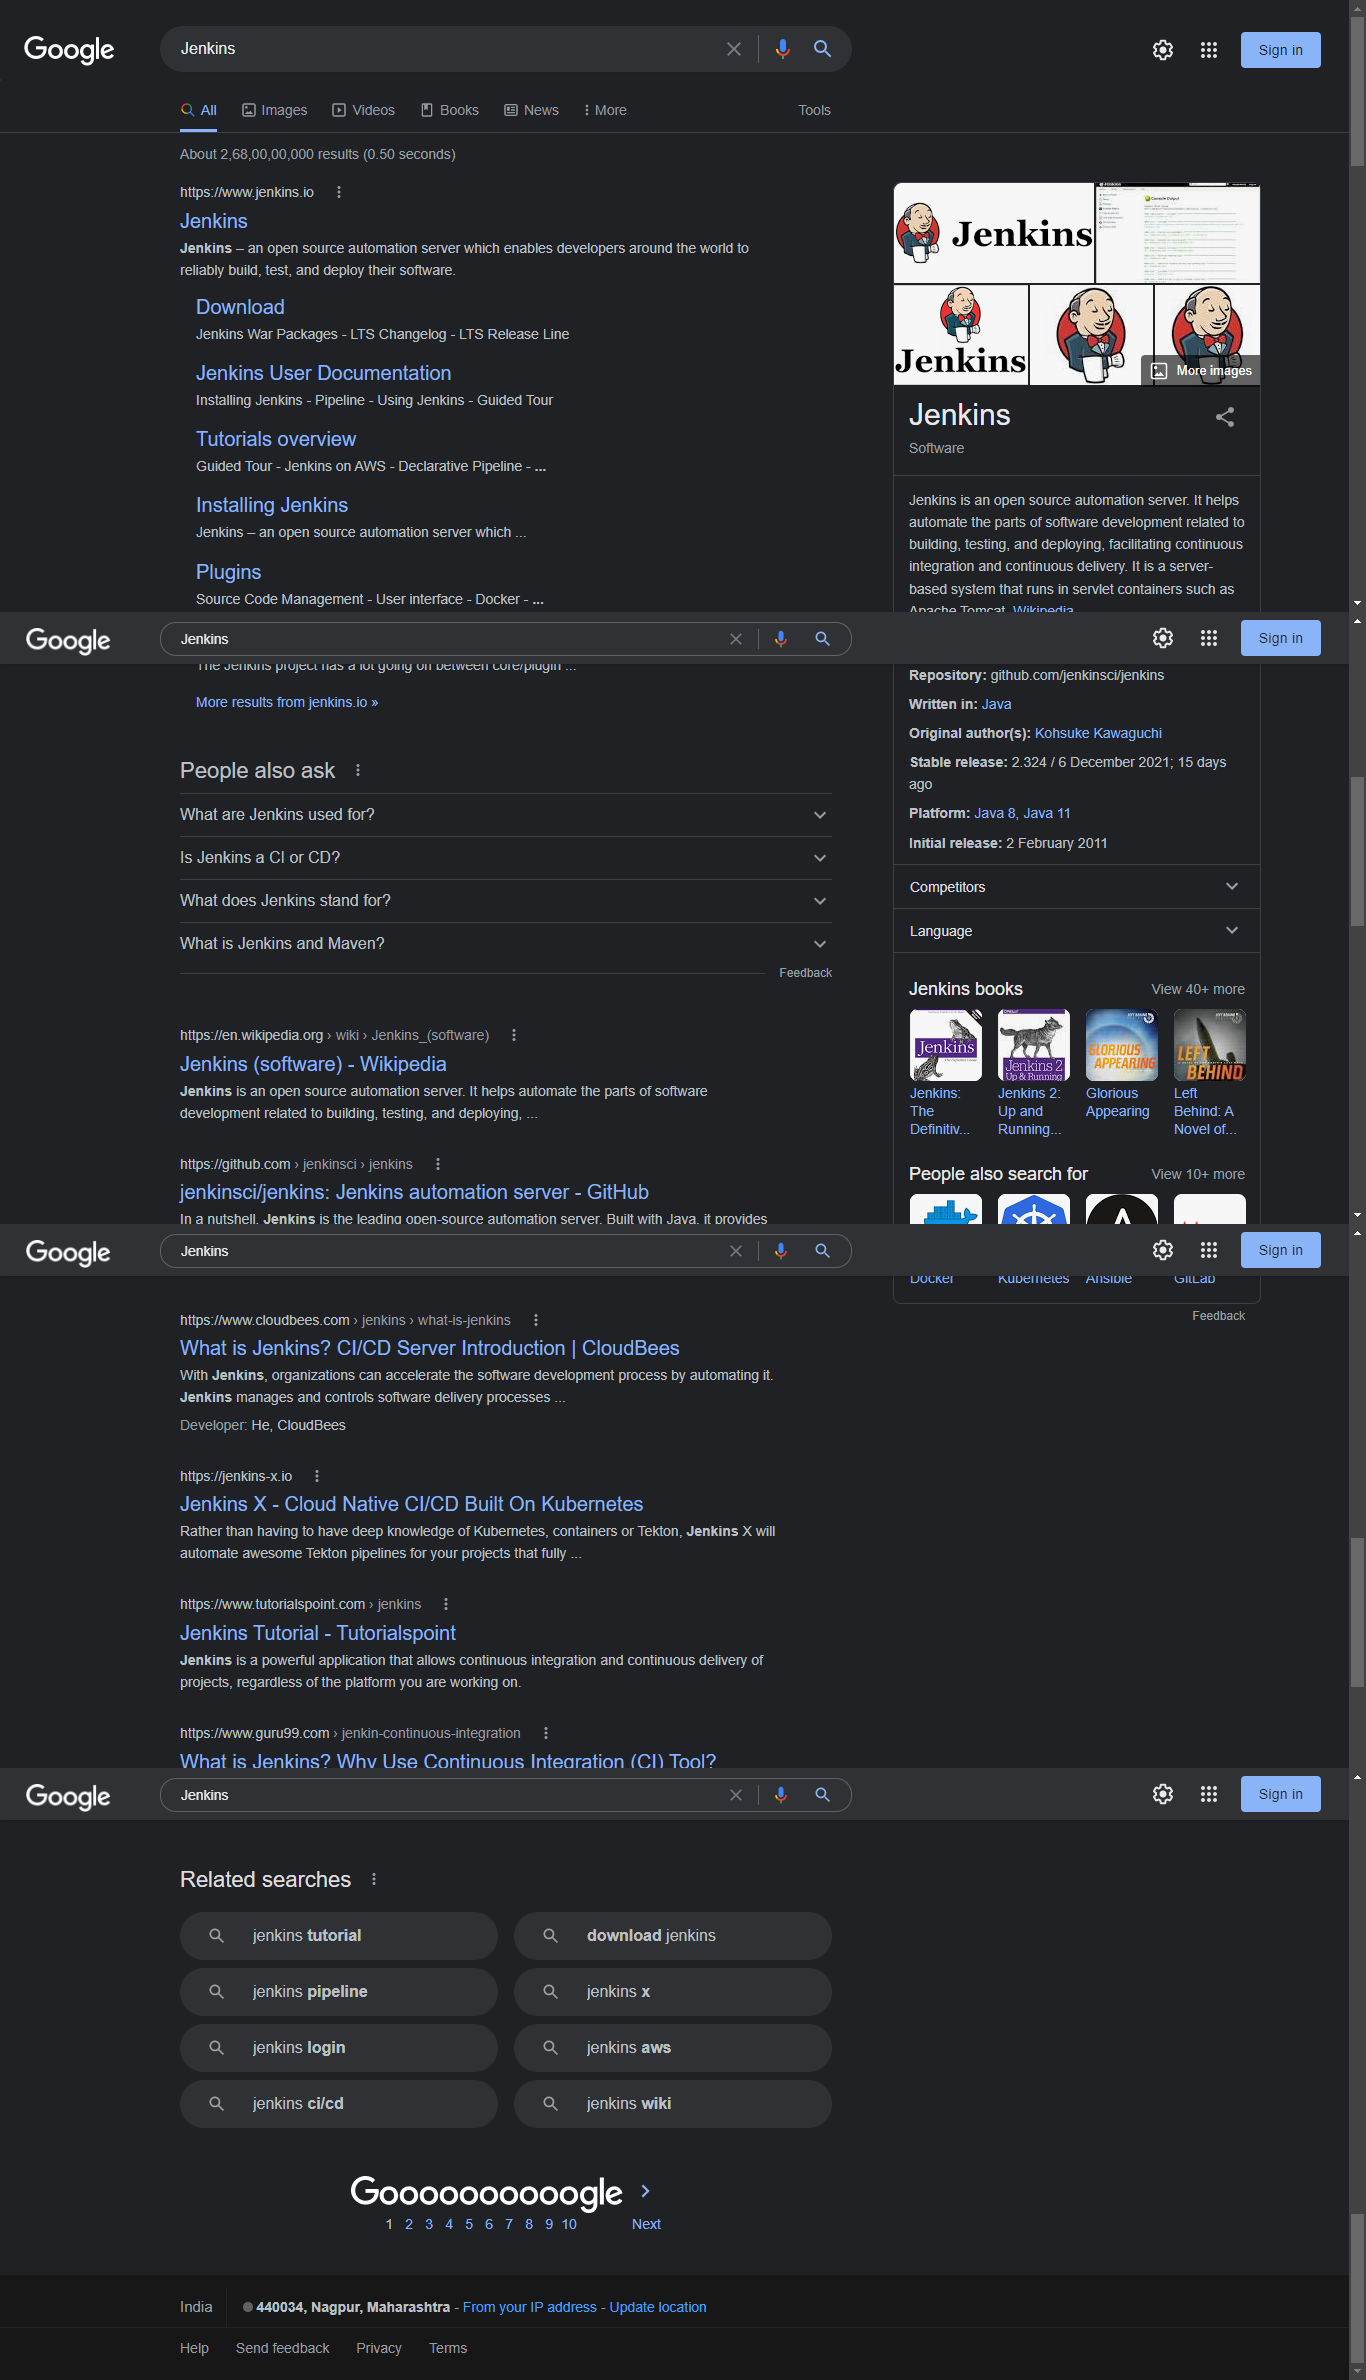 Google
Jenkins
Sign in
All
Images
Videos
Books
News
More
Tools
About 2,68,00,00,000 results (0.50 seconds)
https://www.jenkins.io
Jenkins
Jenkins – an open source automation server which enables developers around the world to
reliably build, test, and deploy their software.
Download
Jenkins War Packages - LTS Changelog - LTS Release Line
Jenkins User Documentation
Installing Jenkins - Pipeline - Using Jenkins - Guided Tour
Tutorials overview
Guided Tour - Jenkins on AWS - Declarative Pipeline - ...
Installing Jenkins
Jenkins – an open source automation server which ...
Plugins
Source Code Management - User interface - Docker - ...
Jenkins
Console Output
Jenkins
More images
Jenkins
Software
Jenkins is an open source automation server. It helps
automate the parts of software development related to
building, testing, and deploying, facilitating continuous
integration and continuous delivery. It is a server-
based system that runs in servlet containers such as
Apache Tomcat. Wikipedia
Google
Jenkins
Sign in
The Jenkins project has a lot going on between core/plugin ...
More results from jenkins.io »
People also ask
What are Jenkins used for?
Is Jenkins a CI or CD?
What does Jenkins stand for?
What is Jenkins and Maven?
Feedback
https://en.wikipedia.org › wiki › Jenkins_(software)
Jenkins (software) - Wikipedia
Jenkins is an open source automation server. It helps automate the parts of software
development related to building, testing, and deploying, ...
https://github.com › jenkinsci › jenkins
jenkinsci/jenkins: Jenkins automation server - GitHub
In a nutshell, Jenkins is the leading open-source automation server. Built with Java, it provides
Repository: github.com/jenkinsci/jenkins
Written in: Java
Original author(s): Kohsuke Kawaguchi
Stable release: 2.324 / 6 December 2021; 15 days
ago
Platform: Java 8, Java 11
Initial release: 2 February 2011
Competitors
Language
Jenkins books
View 40+ more
Jenkins
Jenkins 2
Up & Running
GLORIOUS
APPEARING
LEFT
BEHIND
Jenkins:
The
Definitiv...
Jenkins 2:
Up and
Running...
Glorious
Appearing
Left
Behind: A
Novel of...
People also search for
View 10+ more
Google
Jenkins
Sign in
Docker
Kubernetes
Ansible
GitLab
Feedback
https://www.cloudbees.com › jenkins › what-is-jenkins
What is Jenkins? CI/CD Server Introduction | CloudBees
With Jenkins, organizations can accelerate the software development process by automating it.
Jenkins manages and controls software delivery processes ...
Developer: He, CloudBees
https://jenkins-x.io
Jenkins X - Cloud Native CI/CD Built On Kubernetes
Rather than having to have deep knowledge of Kubernetes, containers or Tekton, Jenkins X will
automate awesome Tekton pipelines for your projects that fully ...
https://www.tutorialspoint.com › jenkins
Jenkins Tutorial - Tutorialspoint
Jenkins is a powerful application that allows continuous integration and continuous delivery of
projects, regardless of the platform you are working on.
https://www.guru99.com › jenkin-continuous-integration
What is Jenkins? Why Use Continuous Integration (CI) Tool?
Google
Jenkins
Sign in
Related searches
jenkins tutorial
download jenkins
jenkins pipeline
jenkins x
jenkins login
jenkins aws
jenkins ci/cd
jenkins wiki
Goooooooooogle
1 2 3 4 5 6 7 8 9 10 Next
India
440034, Nagpur, Maharashtra - From your IP address - Update location
Help
Send feedback
Privacy
Terms